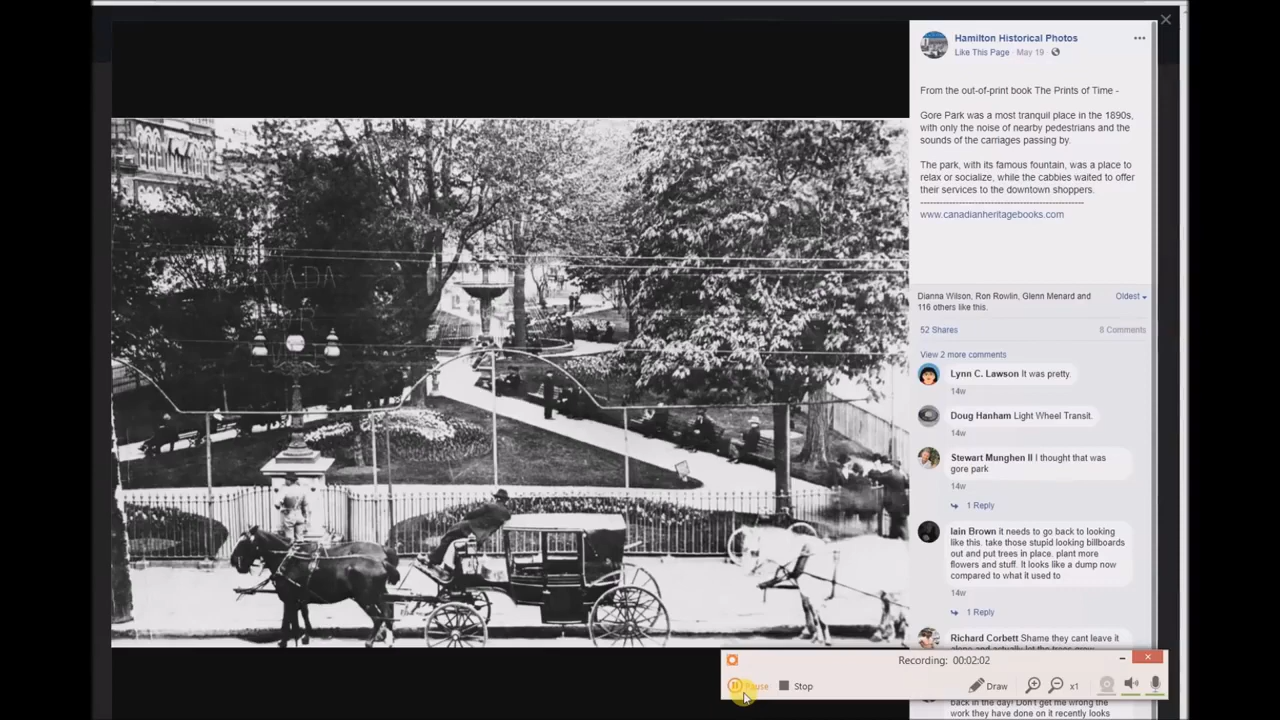 Hamilton Historical Photos
Like This Page · May 19 ·
From the out-of-print book The Prints of Time -
Gore Park was a most tranquil place in the 1890s,
with only the noise of nearby pedestrians and the
sounds of the carriages passing by.
The park, with its famous fountain, was a place to
relax or socialize, while the cabbies waited to offer
their services to the downtown shoppers.
------------------------------------------------
www.canadianheritagebooks.com
Dianna Wilson, Ron Rowlin, Glenn Menard and
116 others like this.
Oldest
52 Shares
8 Comments
View 2 more comments
Lynn C. Lawson It was pretty.
14w
Doug Hanham Light Wheel Transit.
14w
Stewart Munghen II I thought that was
gore park
14w
1 Reply
Iain Brown it needs to go back to looking
like this. take those stupid looking billboards
out and put trees in place. plant more
flowers and stuff. It looks like a dump now
compared to what it used to
14w
1 Reply
Richard Corbett Shame they cant leave it
alone and actually let the trees grow
Recording: 00:02:02
Pause
Stop
Draw
x1
back in the day! Don't get me wrong the
work they have done on it recently looks